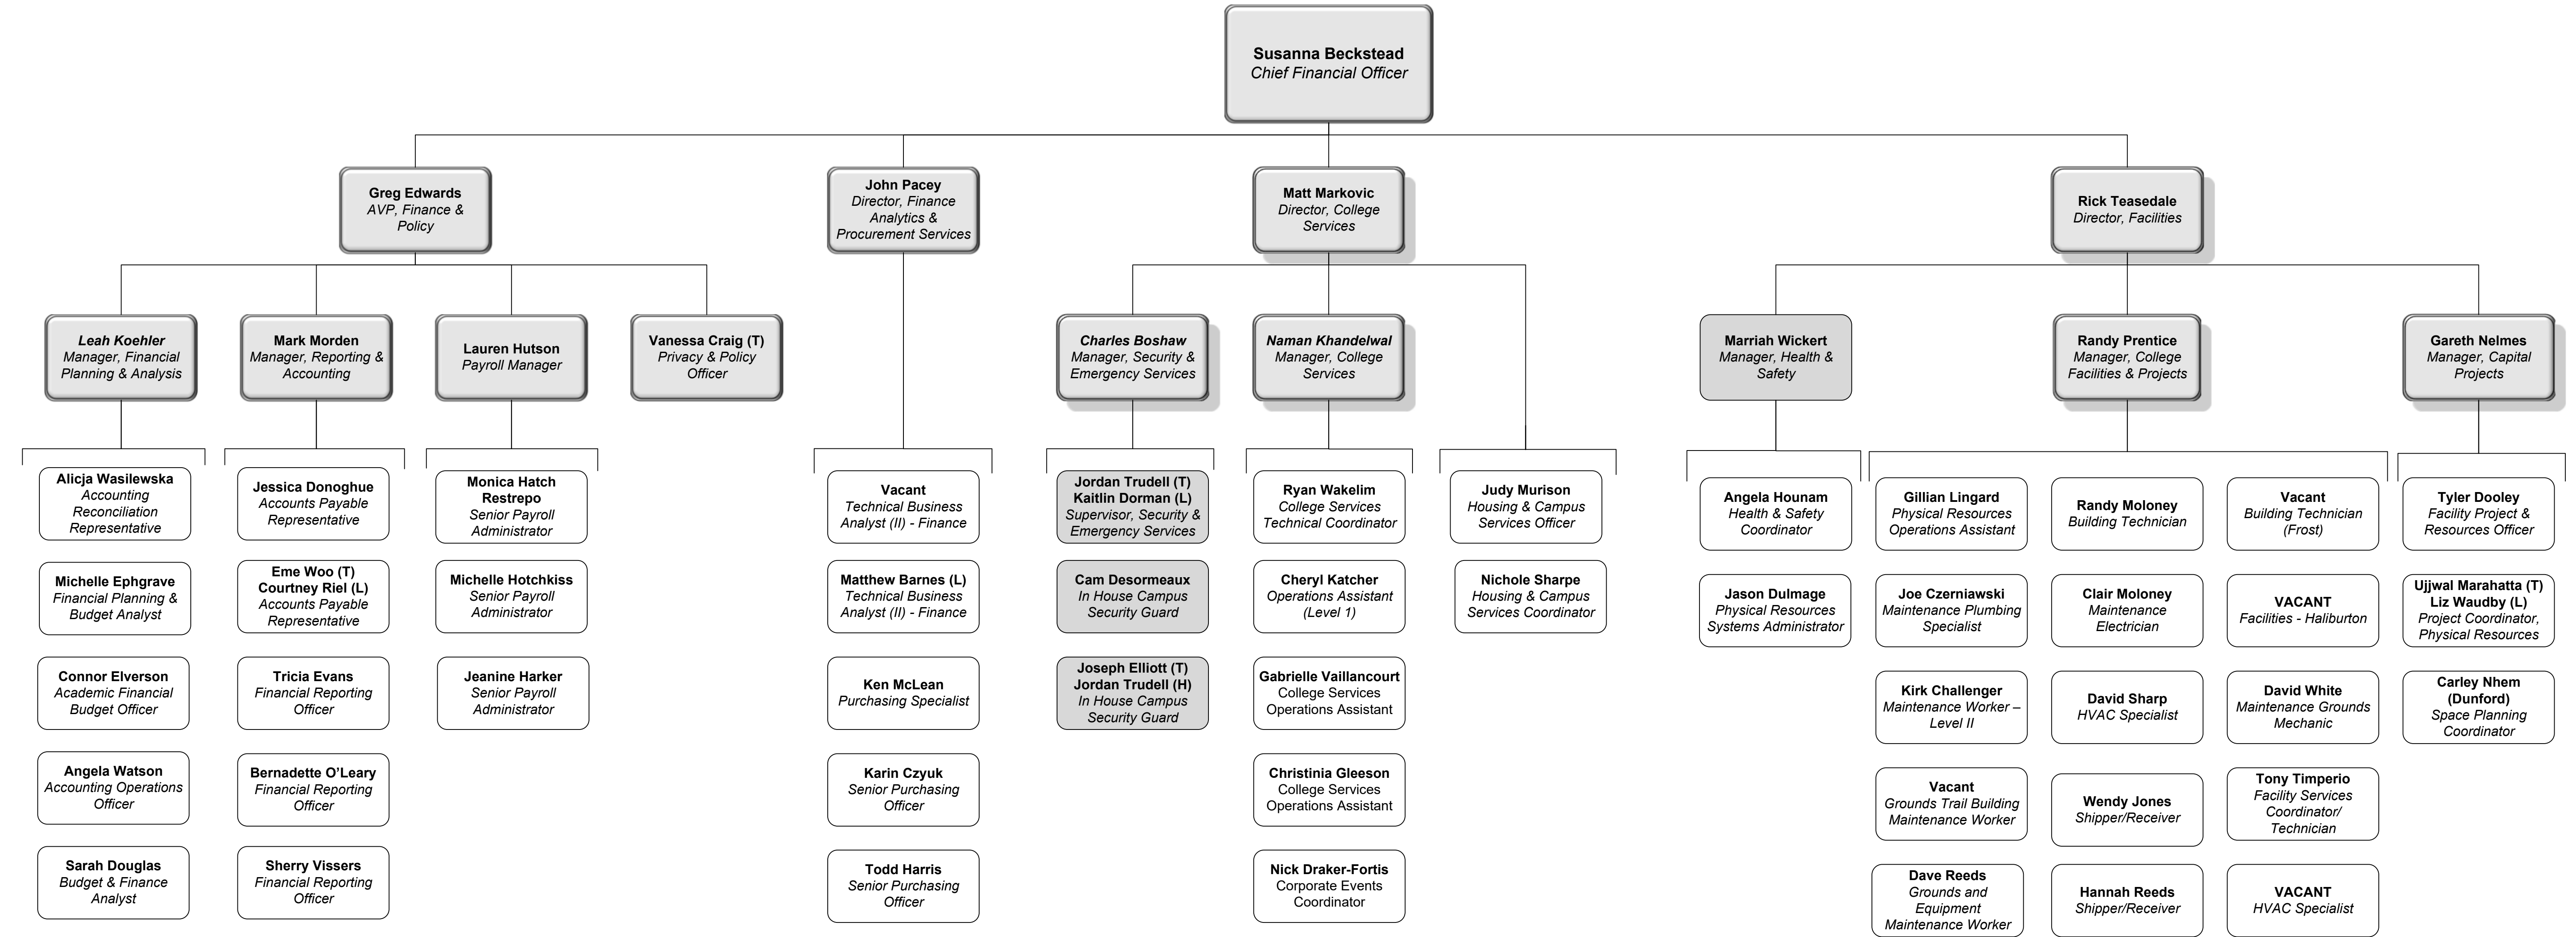 Susanna Beckstead
Chief Financial Officer
Greg Edwards
AVP, Finance &
Policy
John Pacey
Director, Finance
Analytics &
Procurement Services
Matt Markovic
Director, College
Services
Rick Teasedale
Director, Facilities
Leah Koehler
Manager, Financial
Planning & Analysis
Mark Morden
Manager, Reporting &
Accounting
Lauren Hutson
Payroll Manager
Vanessa Craig (T)
Privacy & Policy
Officer
Charles Boshaw
Manager, Security &
Emergency Services
Naman Khandelwal
Manager, College
Services
Marriah Wickert
Manager, Health &
Safety
Randy Prentice
Manager, College
Facilities & Projects
Gareth Nelmes
Manager, Capital
Projects
Alicja Wasilewska
Accounting
Reconciliation
Representative
Michelle Ephgrave
Financial Planning &
Budget Analyst
Connor Elverson
Academic Financial
Budget Officer
Angela Watson
Accounting Operations
Officer
Sarah Douglas
Budget & Finance
Analyst
Jessica Donoghue
Accounts Payable
Representative
Eme Woo (T)
Courtney Riel (L)
Accounts Payable
Representative
Tricia Evans
Financial Reporting
Officer
Bernadette O’Leary
Financial Reporting
Officer
Sherry Vissers
Financial Reporting
Officer
Monica Hatch
Restrepo
Senior Payroll
Administrator
Michelle Hotchkiss
Senior Payroll
Administrator
Jeanine Harker
Senior Payroll
Administrator
Vacant
Technical Business
Analyst (II) - Finance
Matthew Barnes (L)
Technical Business
Analyst (II) - Finance
Ken McLean
Purchasing Specialist
Karin Czyuk
Senior Purchasing
Officer
Todd Harris
Senior Purchasing
Officer
Jordan Trudell (T)
Kaitlin Dorman (L)
Supervisor, Security &
Emergency Services
Cam Desormeaux
In House Campus
Security Guard
Joseph Elliott (T)
Jordan Trudell (H)
In House Campus
Security Guard
Ryan Wakelim
College Services
Technical Coordinator
Cheryl Katcher
Operations Assistant
(Level 1)
Gabrielle Vaillancourt
College Services
Operations Assistant
Christinia Gleeson
College Services
Operations Assistant
Nick Draker-Fortis
Corporate Events
Coordinator
Judy Murison
Housing & Campus
Services Officer
Nichole Sharpe
Housing & Campus
Services Coordinator
Angela Hounam
Health & Safety
Coordinator
Jason Dulmage
Physical Resources
Systems Administrator
Gillian Lingard
Physical Resources
Operations Assistant
Joe Czerniawski
Maintenance Plumbing
Specialist
Kirk Challenger
Maintenance Worker –
Level II
Vacant
Grounds Trail Building
Maintenance Worker
Dave Reeds
Grounds and
Equipment
Maintenance Worker
Randy Moloney
Building Technician
Clair Moloney
Maintenance
Electrician
David Sharp
HVAC Specialist
Wendy Jones
Shipper/Receiver
Hannah Reeds
Shipper/Receiver
Vacant
Building Technician
(Frost)
VACANT
Facilities - Haliburton
David White
Maintenance Grounds
Mechanic
Tony Timperio
Facility Services
Coordinator/
Technician
VACANT
HVAC Specialist
Tyler Dooley
Facility Project &
Resources Officer
Ujjwal Marahatta (T)
Liz Waudby (L)
Project Coordinator,
Physical Resources
Carley Nhem
(Dunford)
Space Planning
Coordinator